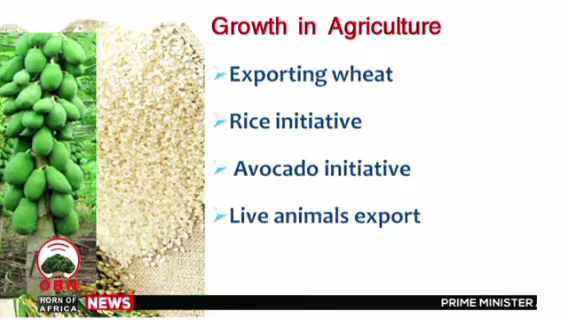 Growth in Agriculture
Exporting wheat
Rice initiative
Avocado initiative
Live animals export
OBN
HORN OF
AFRICA
NEWS
PRIME MINISTER